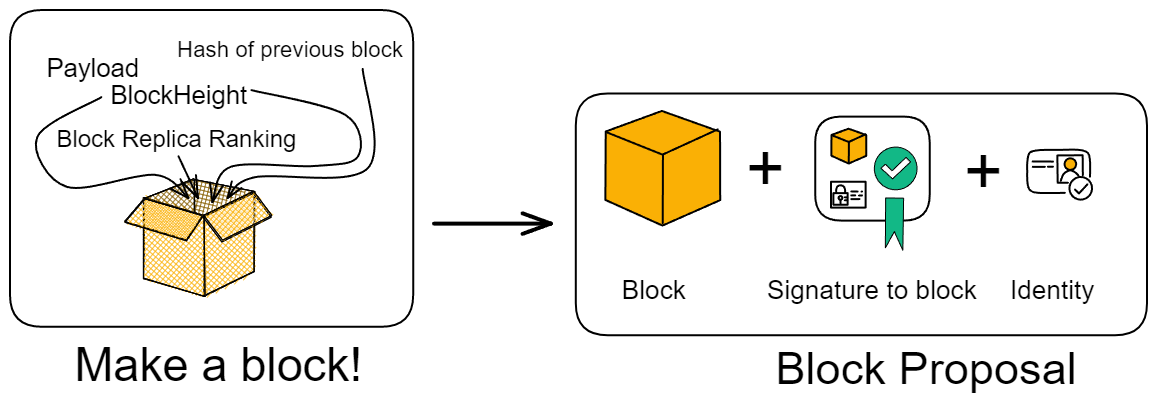 Hash of previous block
Payload
BlockHeight
Block Replica Ranking
Make a block!
Block
Signature to block
Identity
Block Proposal